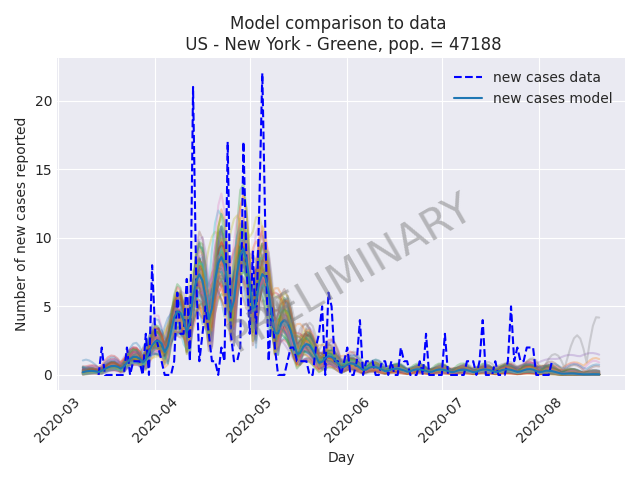 Model comparison to data
US - New York - Greene, pop. = 47188
new cases data
new cases model
Number of new cases reported
20
15
10
5
0
PRELIMINARY
2020-03
2020-04
2020-05
2020-06
2020-07
2020-08
Day